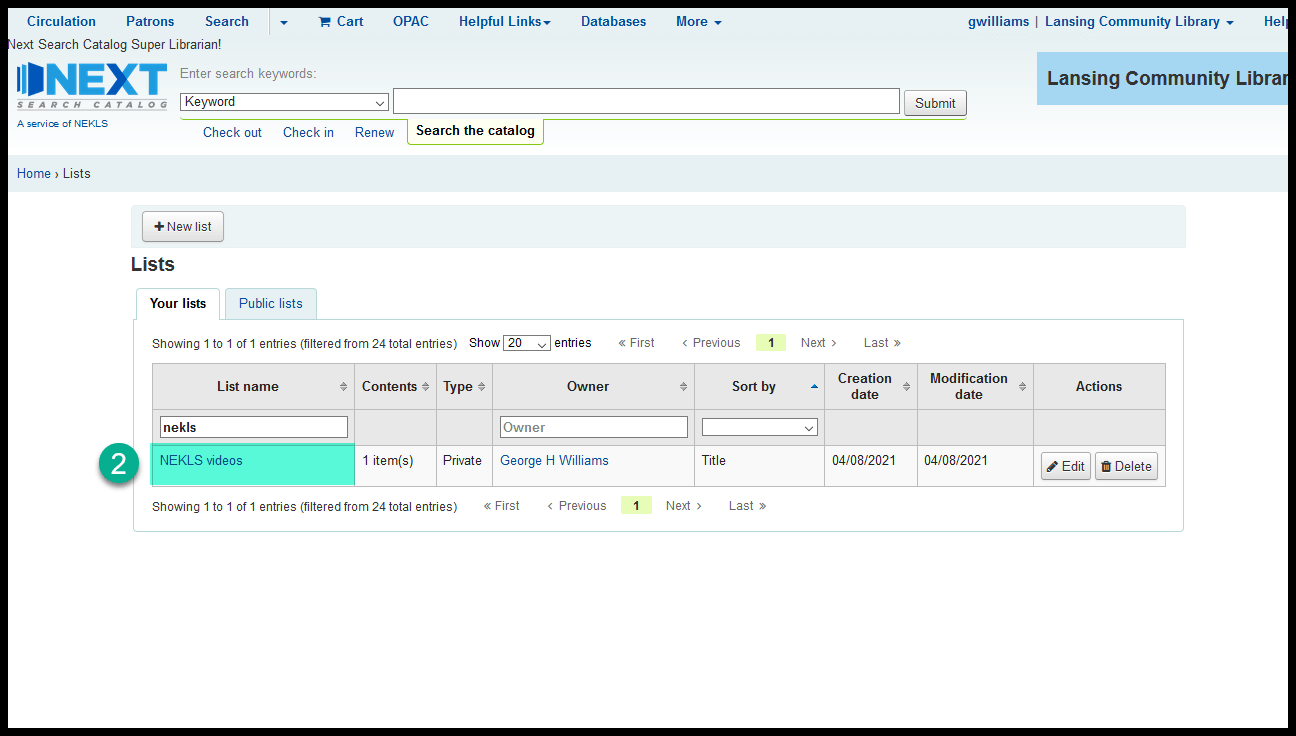 Circulation Patrons Search Cart OPAC Helpful Links Databases More gwilliams | Lansing Community Library Help
Next Search Catalog Super Librarian!
NEXT
SEARCH CATALOG
A service of NEKLS
Enter search keywords:
Keyword Submit
Check out Check in Renew Search the catalog
Lansing Community Librar
Home › Lists
New list
Lists
Your lists Public lists
Showing 1 to 1 of 1 entries (filtered from 24 total entries) Show 20 entries « First ‹ Previous 1 Next › Last »
List name Contents Type Owner Sort by Creation date Modification date Actions
nekls Owner
2 NEKLS videos 1 item(s) Private George H Williams Title 04/08/2021 04/08/2021 Edit Delete
Showing 1 to 1 of 1 entries (filtered from 24 total entries) « First ‹ Previous 1 Next › Last »